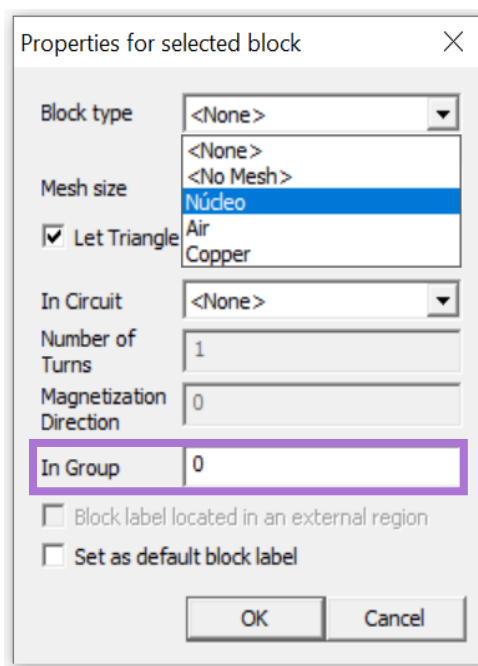 Properties for selected block
Block type
<None>
<None>
<No Mesh>
Mesh size
Núcleo
Let Triangle
Air
Copper
In Circuit
<None>
Number of
Turns
1
Magnetization
Direction
0
In Group
0
Block label located in an external region
Set as default block label
OK
Cancel